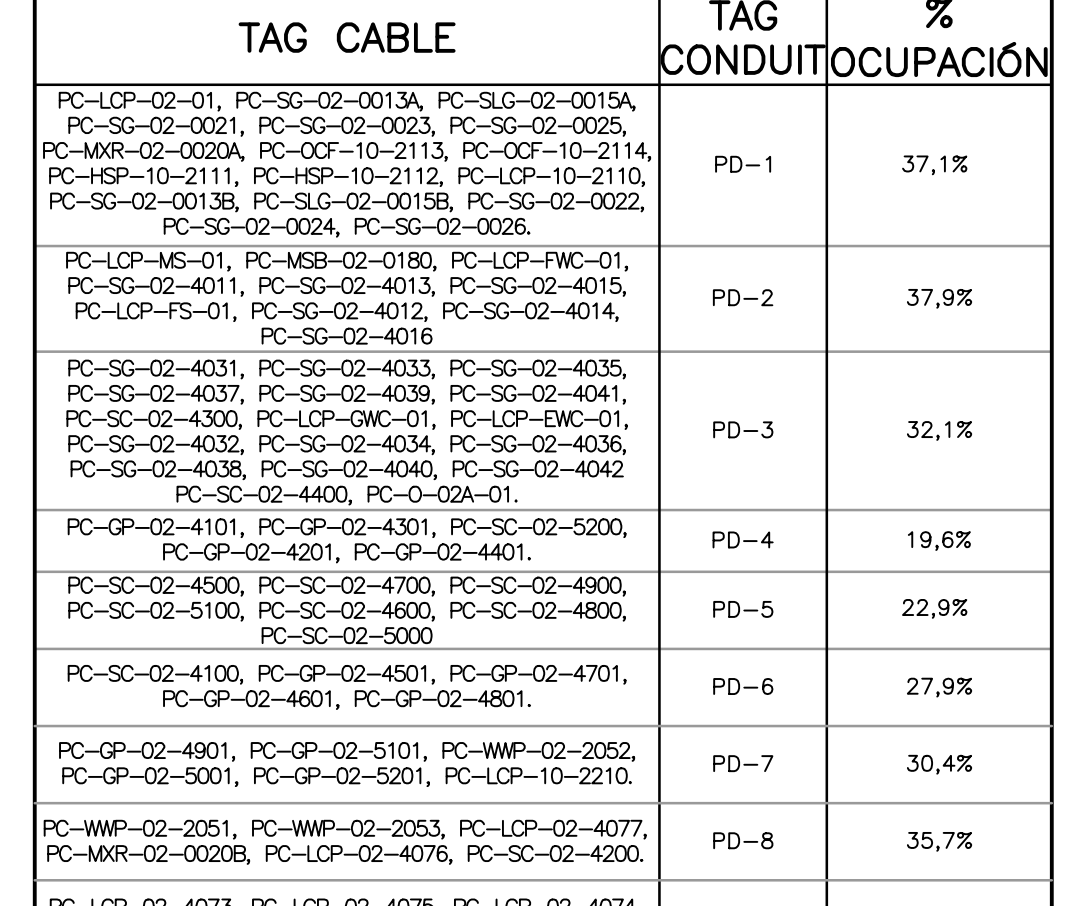 TAG CABLE
TAG CONDUIT
% OCUPACIÓN
PC-LCP-02-01, PC-SG-02-0013A, PC-SLG-02-0015A,
PC-SG-02-0021, PC-SG-02-0023, PC-SG-02-0025,
PC-MXR-02-0020A, PC-OCF-10-2113, PC-OCF-10-2114,
PC-HSP-10-2111, PC-HSP-10-2112, PC-LCP-10-2110,
PC-SG-02-0013B, PC-SLG-02-0015B, PC-SG-02-0022,
PC-SG-02-0024, PC-SG-02-0026.
PD-1
37,1%
PC-LCP-MS-01, PC-MSB-02-0180, PC-LCP-FWC-01,
PC-SG-02-4011, PC-SG-02-4013, PC-SG-02-4015,
PC-LCP-FS-01, PC-SG-02-4012, PC-SG-02-4014,
PC-SG-02-4016
PD-2
37,9%
PC-SG-02-4031, PC-SG-02-4033, PC-SG-02-4035,
PC-SG-02-4037, PC-SG-02-4039, PC-SG-02-4041,
PC-SC-02-4300, PC-LCP-GWC-01, PC-LCP-EWC-01,
PC-SG-02-4032, PC-SG-02-4034, PC-SG-02-4036,
PC-SG-02-4038, PC-SG-02-4040, PC-SG-02-4042
PC-SC-02-4400, PC-O-02A-01.
PD-3
32,1%
PC-GP-02-4101, PC-GP-02-4301, PC-SC-02-5200,
PC-GP-02-4201, PC-GP-02-4401.
PD-4
19,6%
PC-SC-02-4500, PC-SC-02-4700, PC-SC-02-4900,
PC-SC-02-5100, PC-SC-02-4600, PC-SC-02-4800,
PC-SC-02-5000
PD-5
22,9%
PC-SC-02-4100, PC-GP-02-4501, PC-GP-02-4701,
PC-GP-02-4601, PC-GP-02-4801.
PD-6
27,9%
PC-GP-02-4901, PC-GP-02-5101, PC-WWP-02-2052,
PC-GP-02-5001, PC-GP-02-5201, PC-LCP-10-2210.
PD-7
30,4%
PC-WWP-02-2051, PC-WWP-02-2053, PC-LCP-02-4077,
PC-MXR-02-0020B, PC-LCP-02-4076, PC-SC-02-4200.
PD-8
35,7%
PC-LCP-02-4073, PC-LCP-02-4075, PC-LCP-02-4074,